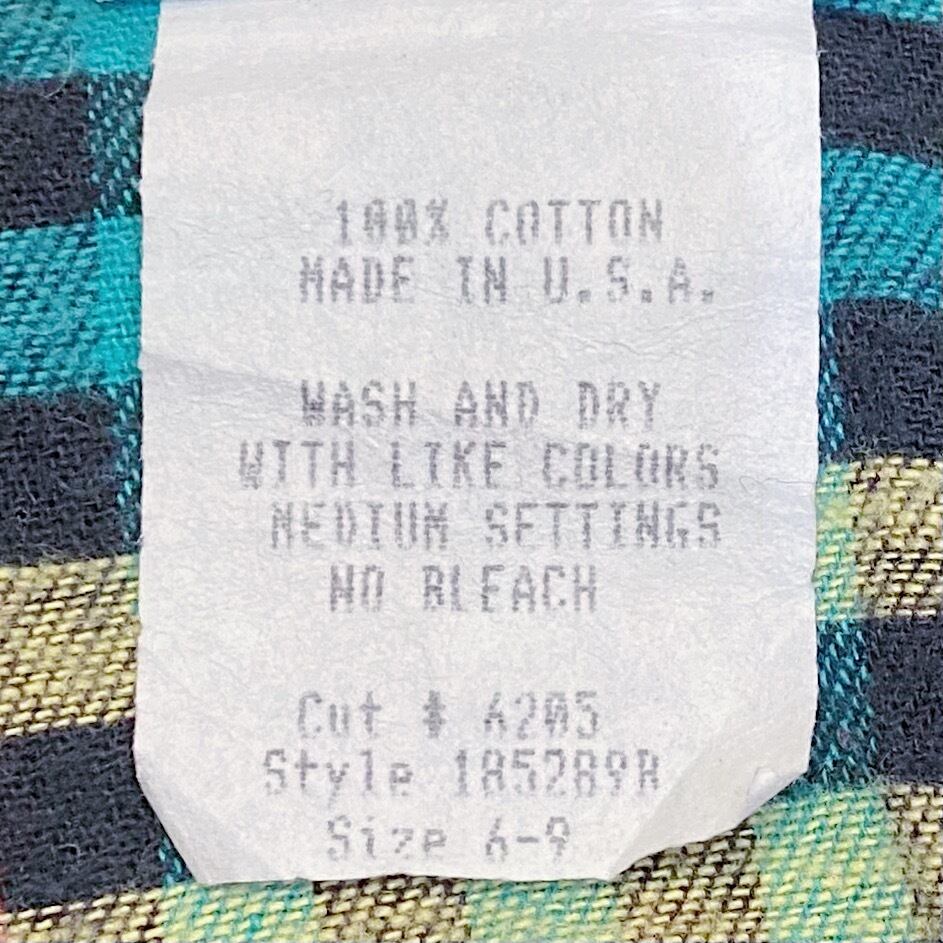 100% COTTON
MADE IN U.S.A.
WASH AND DRY
WITH LIKE COLORS
MEDIUM SETTINGS
NO BLEACH
Cut # 6205
Style 185289R
Size 6-9